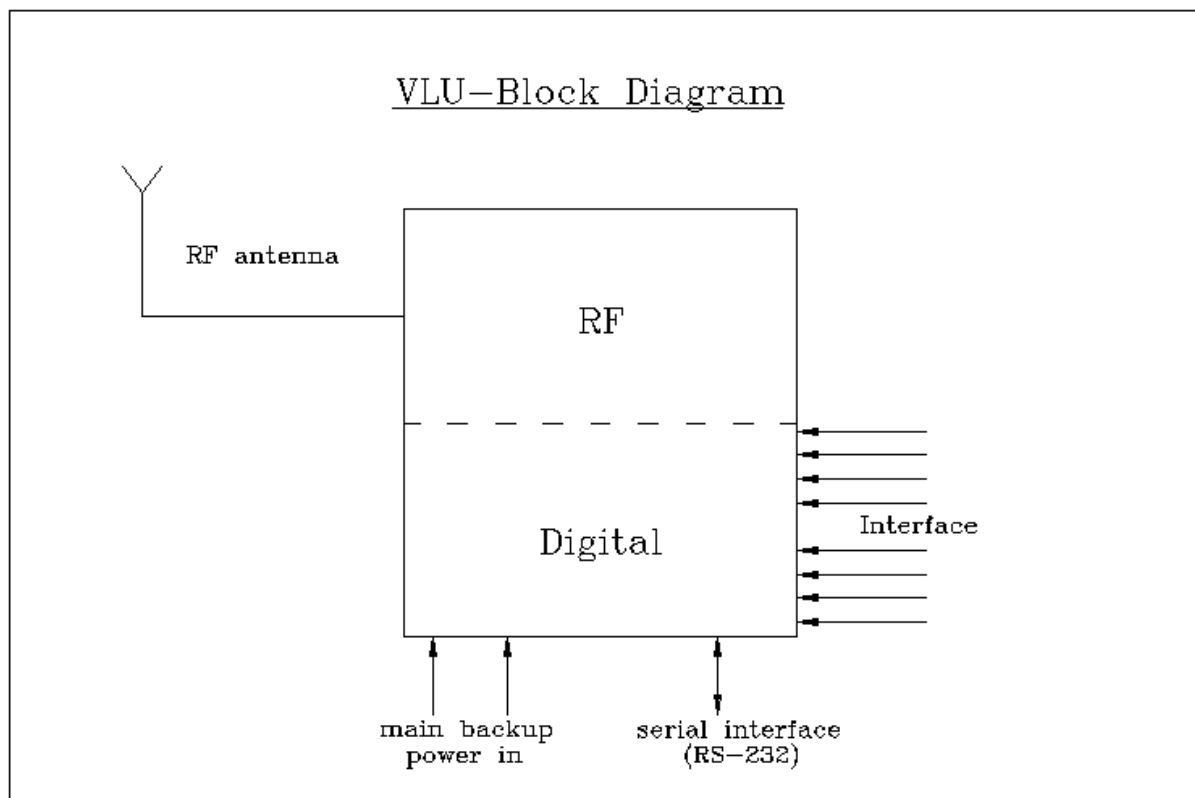 VLU-Block Diagram
RF antenna
RF
Interface
Digital
main backup
power in
serial interface
(RS-232)